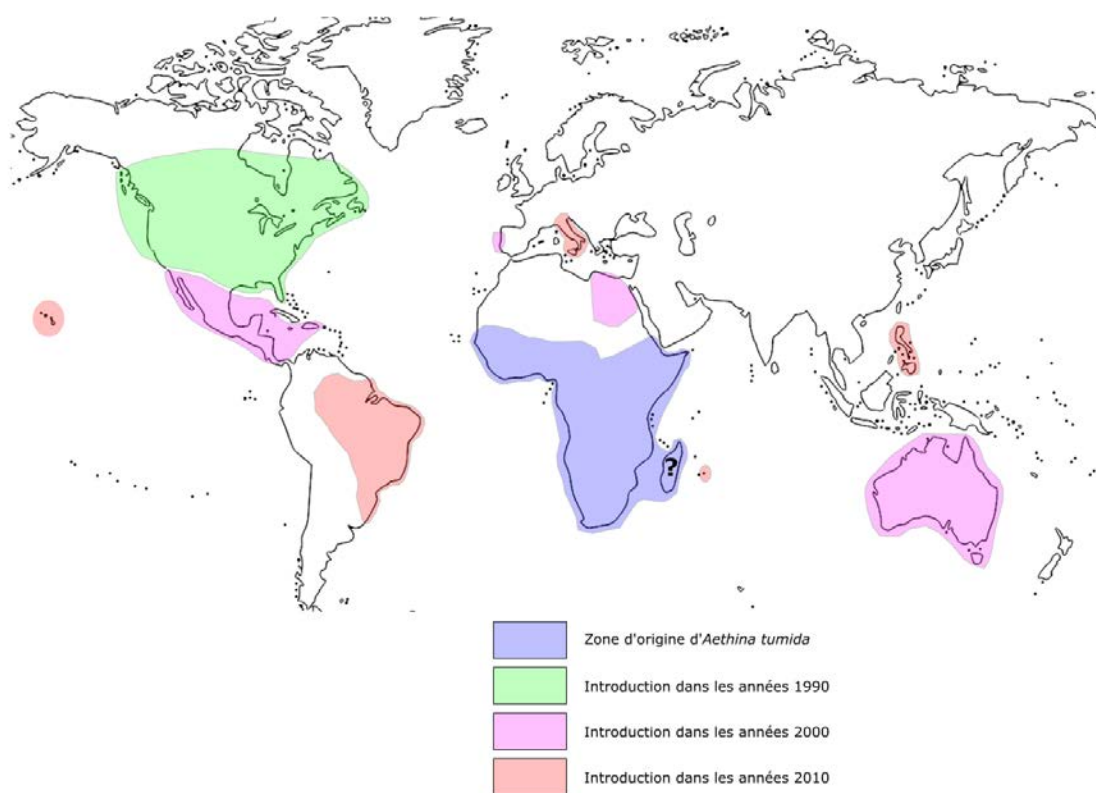 ?
Zone d'origine d'Aethina tumida
Introduction dans les années 1990
Introduction dans les années 2000
Introduction dans les années 2010